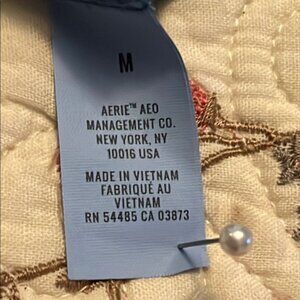 M
AERIE™ AEO
MANAGEMENT CO.
NEW YORK, NY
10016 USA
MADE IN VIETNAM
FABRIQUÉ AU
VIETNAM
RN 54485 CA 03873